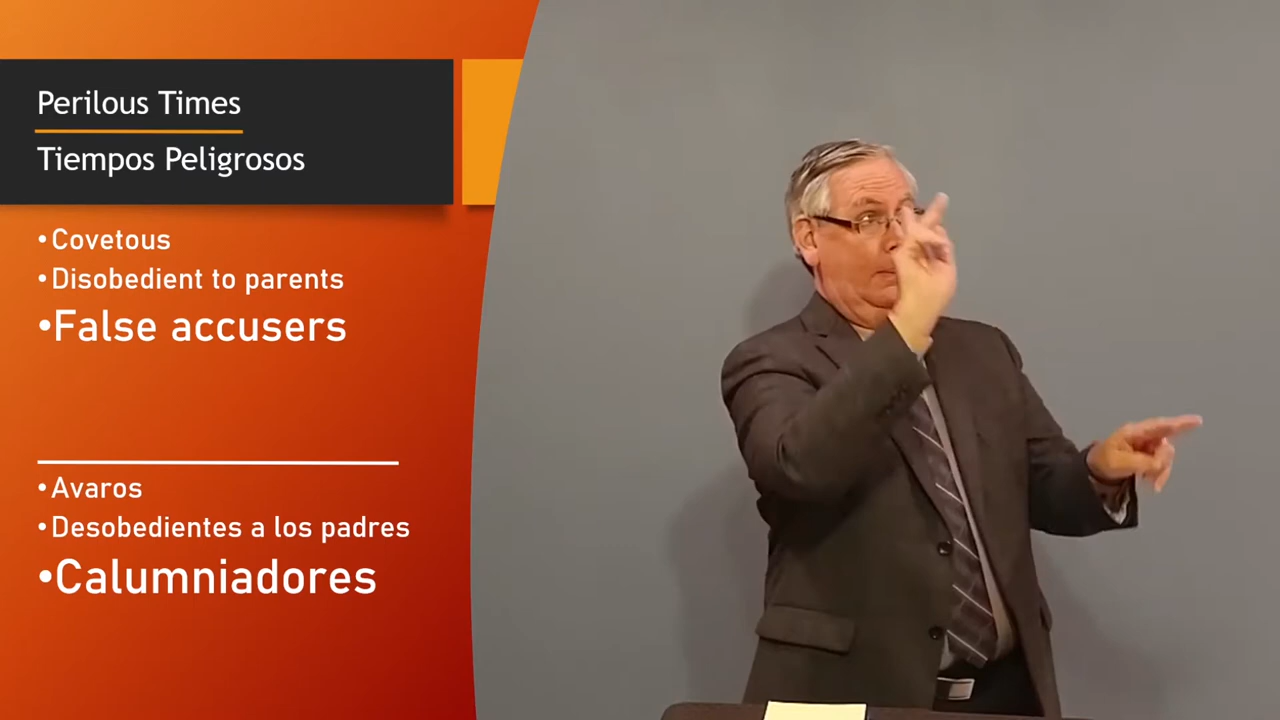 Perilous Times
Tiempos Peligrosos
•Covetous
•Disobedient to parents
•False accusers
•Avaros
•Desobedientes a los padres
•Calumniadores